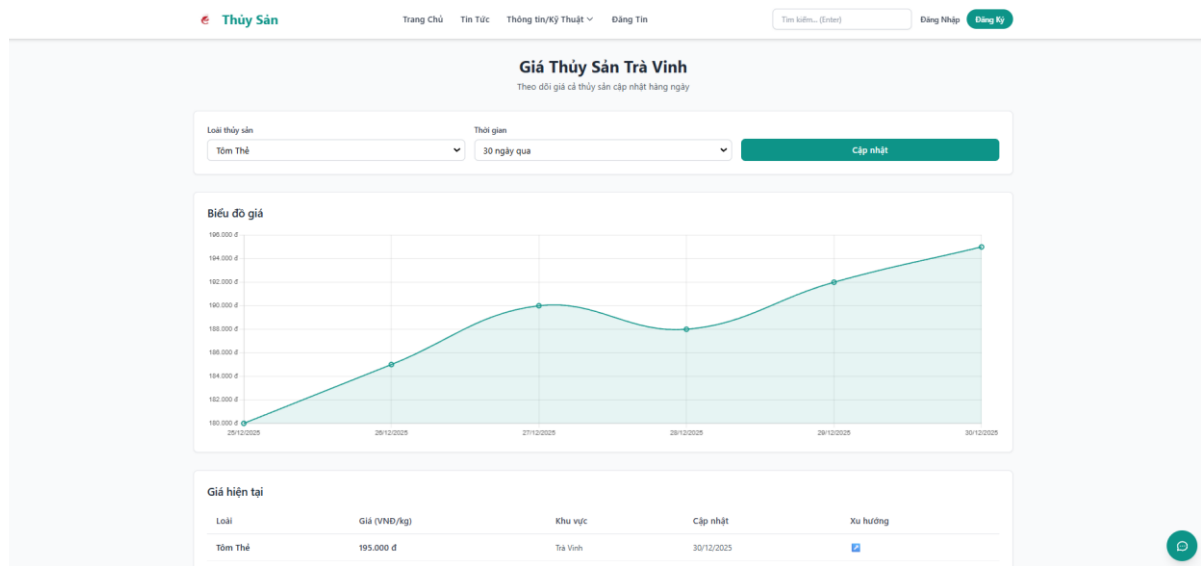 Thủy Sản
Trang Chủ Tin Tức Thông tin/Kỹ Thuật Đăng Tin Tìm kiếm... (Enter) Đăng Nhập Đăng Ký
Giá Thủy Sản Trà Vinh
Theo dõi giá cả thủy sản cập nhật hàng ngày
Loài thủy sản Thời gian
Tôm Thẻ 30 ngày qua Cập nhật
Biểu đồ giá
196.000 đ
194.000 đ
192.000 đ
190.000 đ
188.000 đ
186.000 đ
184.000 đ
182.000 đ
180.000 đ
25/12/2025 26/12/2025 27/12/2025 28/12/2025 29/12/2025 30/12/2025
Giá hiện tại
Loài Giá (VNĐ/kg) Khu vực Cập nhật Xu hướng
Tôm Thẻ 195.000 đ Trà Vinh 30/12/2025